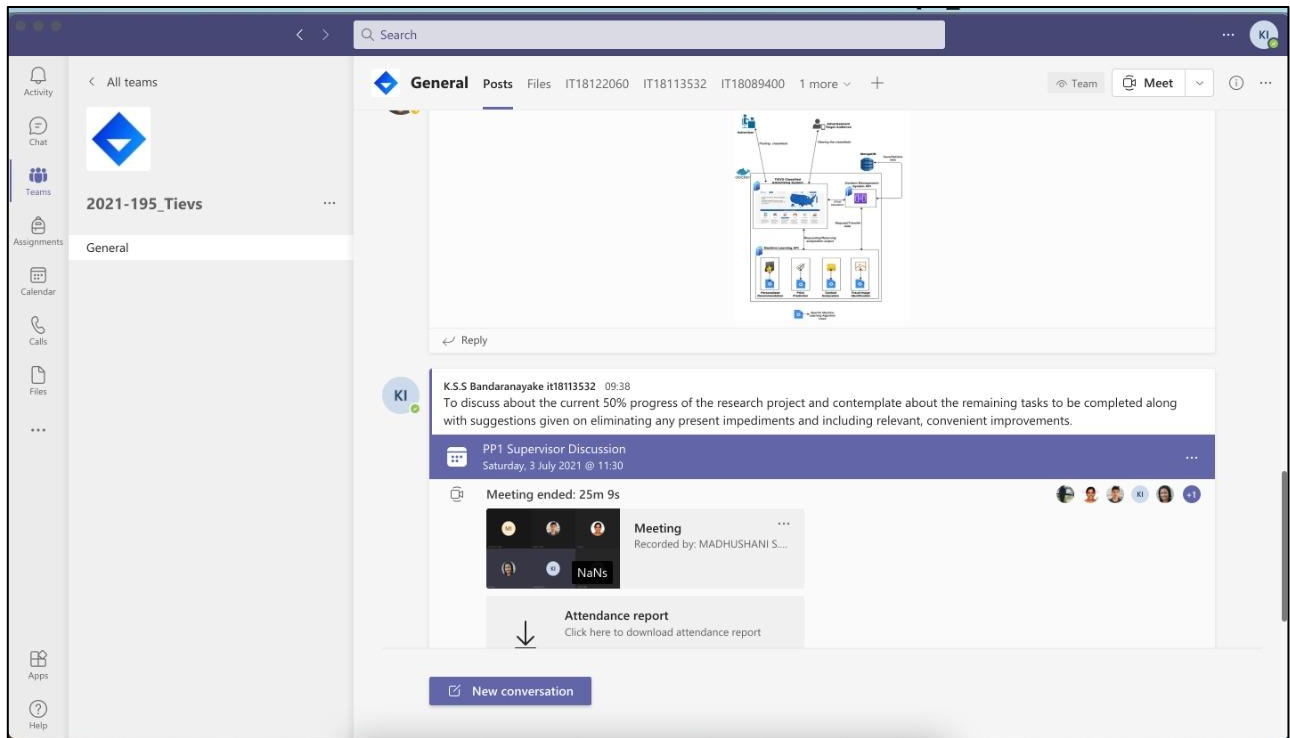 Search
KI
Activity
Chat
Teams
Assignments
Calendar
Calls
Files
Apps
Help
All teams
2021-195_Tievs
General
General Posts Files IT18122060 IT18113532 IT18089400 1 more
Team Meet
Reply
KI
K.S.S Bandaranayake it18113532 09:38
To discuss about the current 50% progress of the research project and contemplate about the remaining tasks to be completed along
with suggestions given on eliminating any present impediments and including relevant, convenient improvements.
PP1 Supervisor Discussion
Saturday, 3 July 2021 @ 11:30
Meeting ended: 25m 9s
KI
+1
Meeting
Recorded by: MADHUSHANI S....
KI
NaNs
Attendance report
Click here to download attendance report
New conversation